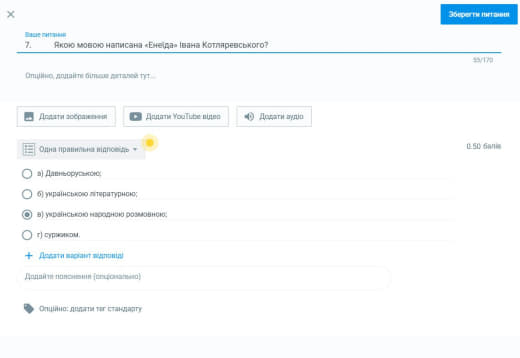 Зберегти питання
Ваше питання
7. Якою мовою написана «Енеїда» Івана Котляревського?
55/170
Опційно, додайте більше деталей тут...
Додати зображення
Додати YouTube відео
Додати аудіо
Одна правильна відповідь
0.50 балів
а) Давньоруською;
б) українською літературною;
в) українською народною розмовною;
г) суржиком.
+ Додати варіант відповіді
Додайте пояснення (опціонально)
Опційно: додати тег стандарту